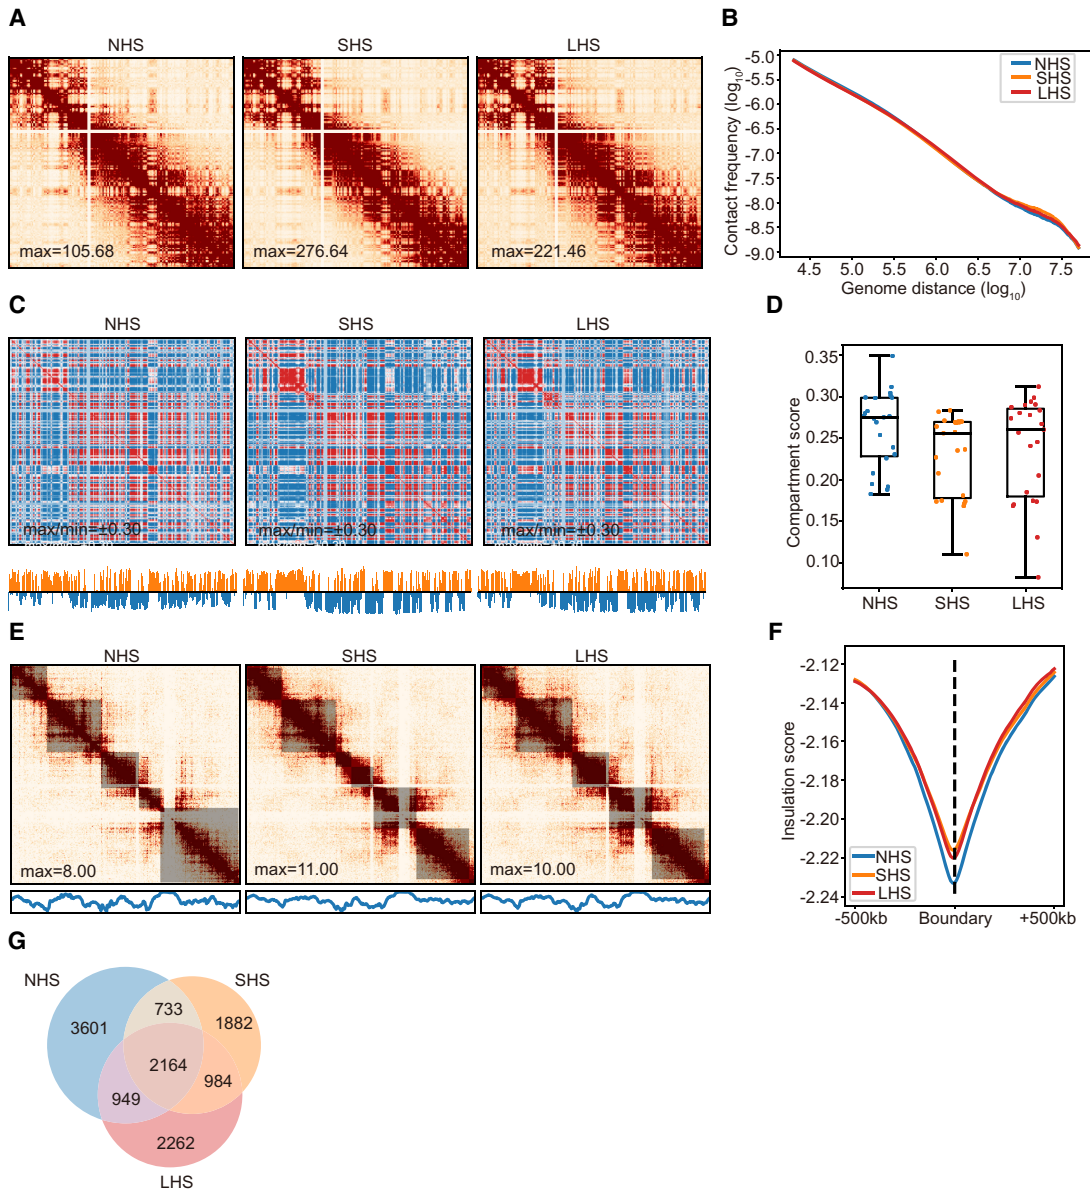 A
NHS
SHS
LHS
max=105.68
max=276.64
max=221.46
B
Contact frequency (log10)
-5.0
-5.5
-6.0
-6.5
-7.0
-7.5
-8.0
-8.5
-9.0
NHS
SHS
LHS
4.5 5.0 5.5 6.0 6.5 7.0 7.5
Genome distance (log10)
C
NHS
SHS
LHS
max/min=±0.30
max/min=±0.30
max/min=±0.30
D
Compartment score
0.35
0.30
0.25
0.20
0.15
0.10
NHS SHS LHS
E
NHS
SHS
LHS
max=8.00
max=11.00
max=10.00
F
Insulation score
-2.12
-2.14
-2.16
-2.18
-2.20
-2.22
-2.24
NHS
SHS
LHS
-500kb Boundary +500kb
G
NHS
SHS
733
3601
1882
2164
984
949
2262
LHS